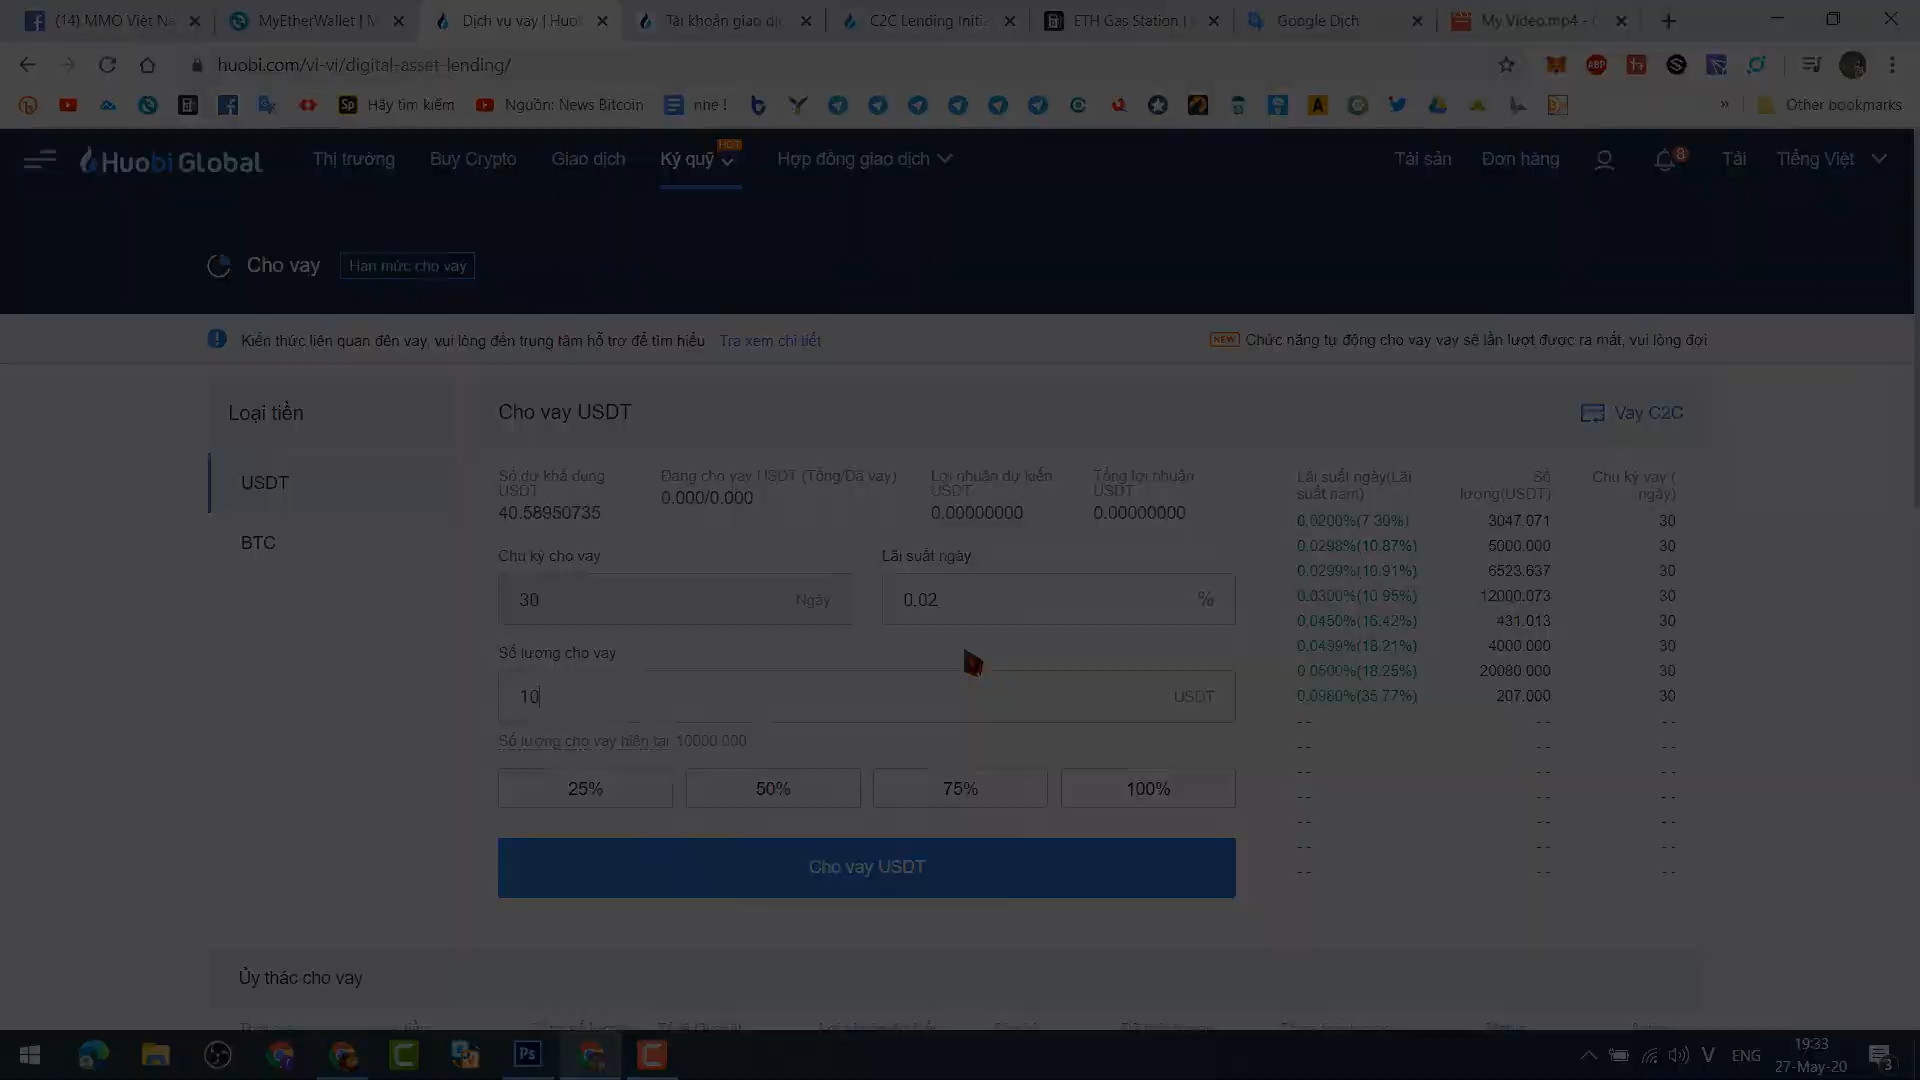 (14) MMO Việt Na
MyEtherWallet | M
Dịch vụ vay | Huo
Tài khoản giao dị
C2C Lending Initia
ETH Gas Station |
Google Dịch
My Video.mp4 -
huobi.com/vi-vi/digital-asset-lending/
Hãy tìm kiếm
Nguồn: News Bitcoin
nhe !
Other bookmarks
Huobi Global
Thị trường
Buy Crypto
Giao dịch
Ký quỹ
HOT
Hợp đồng giao dịch
Tài sản
Đơn hàng
8
Tải
Tiếng Việt
Cho vay
Hạn mức cho vay
Kiến thức liên quan đến vay, vui lòng đến trung tâm hỗ trợ để tìm hiểu
Tra xem chi tiết
NEW
Chức năng tự động cho vay vay sẽ lần lượt được ra mắt, vui lòng đợi
Loại tiền
USDT
BTC
Cho vay USDT
Vay C2C
Số dư khả dụng USDT
40.58950735
Đang cho vay USDT (Tổng/Đã vay)
0.000/0.000
Lợi nhuận dự kiến USDT
0.00000000
Tổng lợi nhuận USDT
0.00000000
Chu kỳ cho vay
30
Ngày
Lãi suất ngày
0.02
%
Số lượng cho vay
10
USDT
Số lượng cho vay hiện tại 10000.000
25%
50%
75%
100%
Cho vay USDT
Lãi suất ngày(Lãi suất năm)
Số lượng(USDT)
Chu kỳ vay ( ngày)
0.0200%(7.30%) 3047.071 30
0.0298%(10.87%) 5000.000 30
0.0299%(10.91%) 6523.637 30
0.0300%(10.95%) 12000.073 30
0.0450%(16.42%) 431.013 30
0.0499%(18.21%) 4000.000 30
0.0500%(18.25%) 20080.000 30
0.0980%(35.77%) 207.000 30
-- -- --
-- -- --
-- -- --
-- -- --
-- -- --
-- -- --
-- -- --
Ủy thác cho vay
ENG
19:33
27-May-20
3